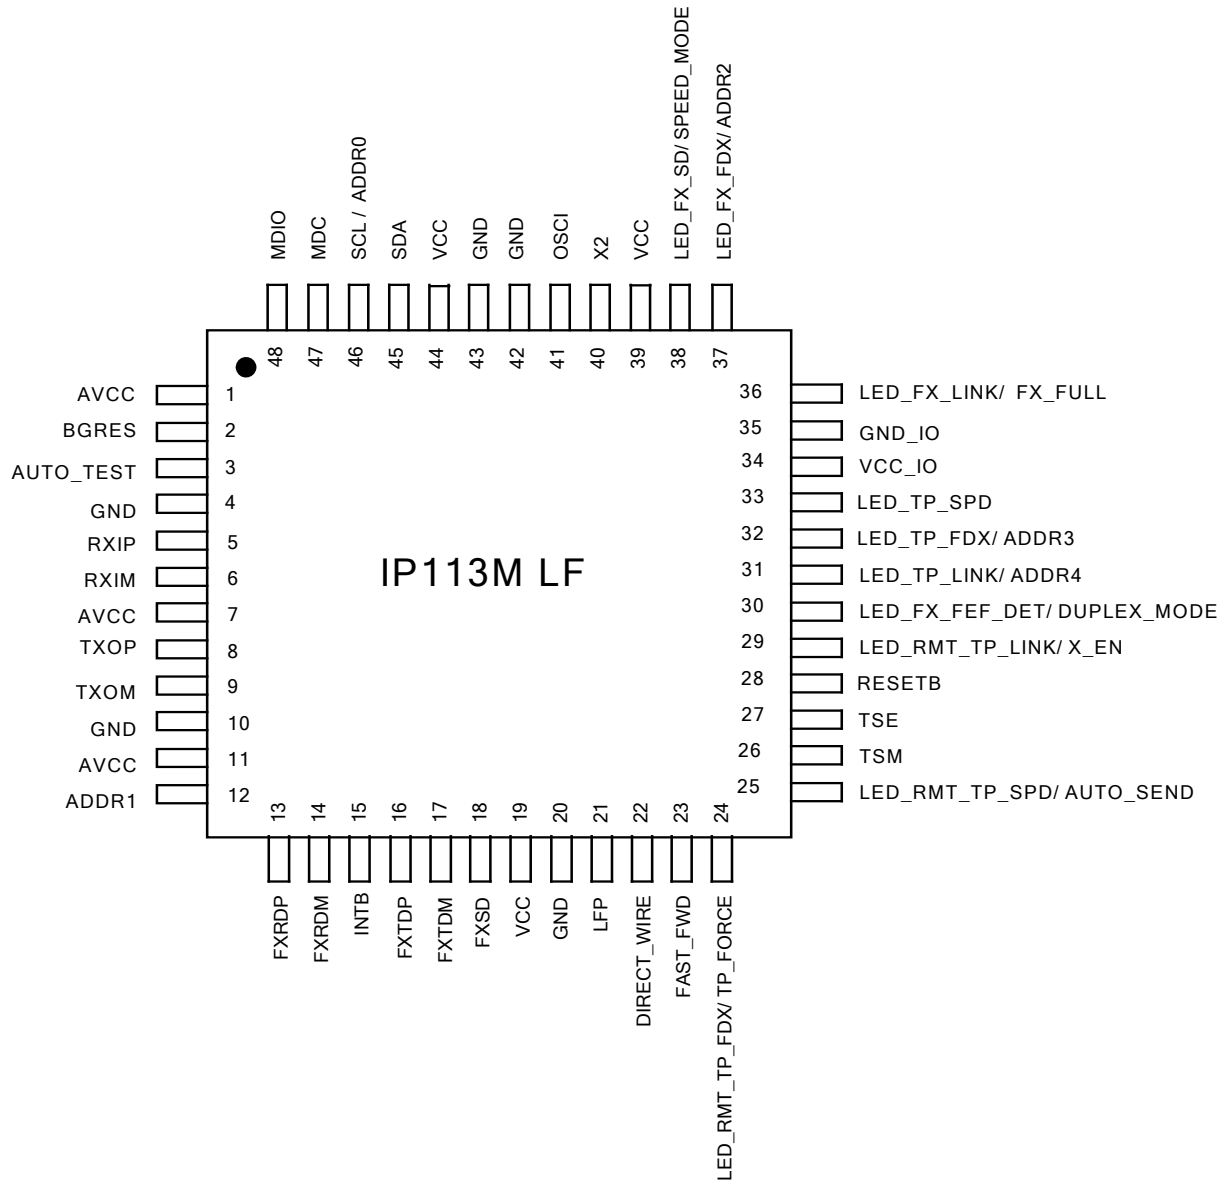 MDIO
MDC
SCL / ADDR0
SDA
VCC
GND
GND
OSCI
X2
VCC
LED_FX_SD/ SPEED_MODE
LED_FX_FDX/ ADDR2
48
47
46
45
44
43
42
41
40
39
38
37
AVCC 1
BGRES 2
AUTO_TEST 3
GND 4
RXIP 5
RXIM 6
AVCC 7
TXOP 8
TXOM 9
GND 10
AVCC 11
ADDR1 12
IP113M LF
36 LED_FX_LINK/ FX_FULL
35 GND_IO
34 VCC_IO
33 LED_TP_SPD
32 LED_TP_FDX/ ADDR3
31 LED_TP_LINK/ ADDR4
30 LED_FX_FEF_DET/ DUPLEX_MODE
29 LED_RMT_TP_LINK/ X_EN
28 RESETB
27 TSE
26 TSM
25 LED_RMT_TP_SPD/ AUTO_SEND
13
14
15
16
17
18
19
20
21
22
23
24
FXRDP
FXRDM
INTB
FXTDP
FXTDM
FXSD
VCC
GND
LFP
DIRECT_WIRE
FAST_FWD
LED_RMT_TP_FDX/ TP_FORCE